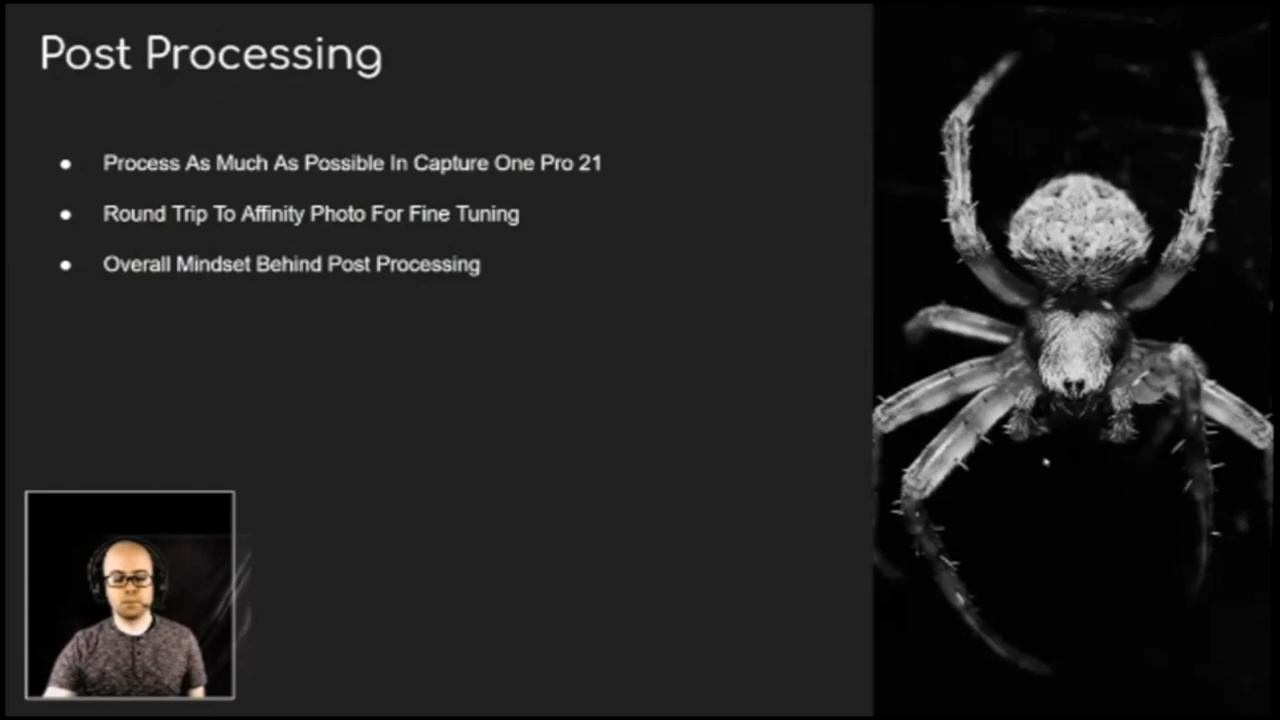 Post Processing
Process As Much As Possible In Capture One Pro 21
Round Trip To Affinity Photo For Fine Tuning
Overall Mindset Behind Post Processing